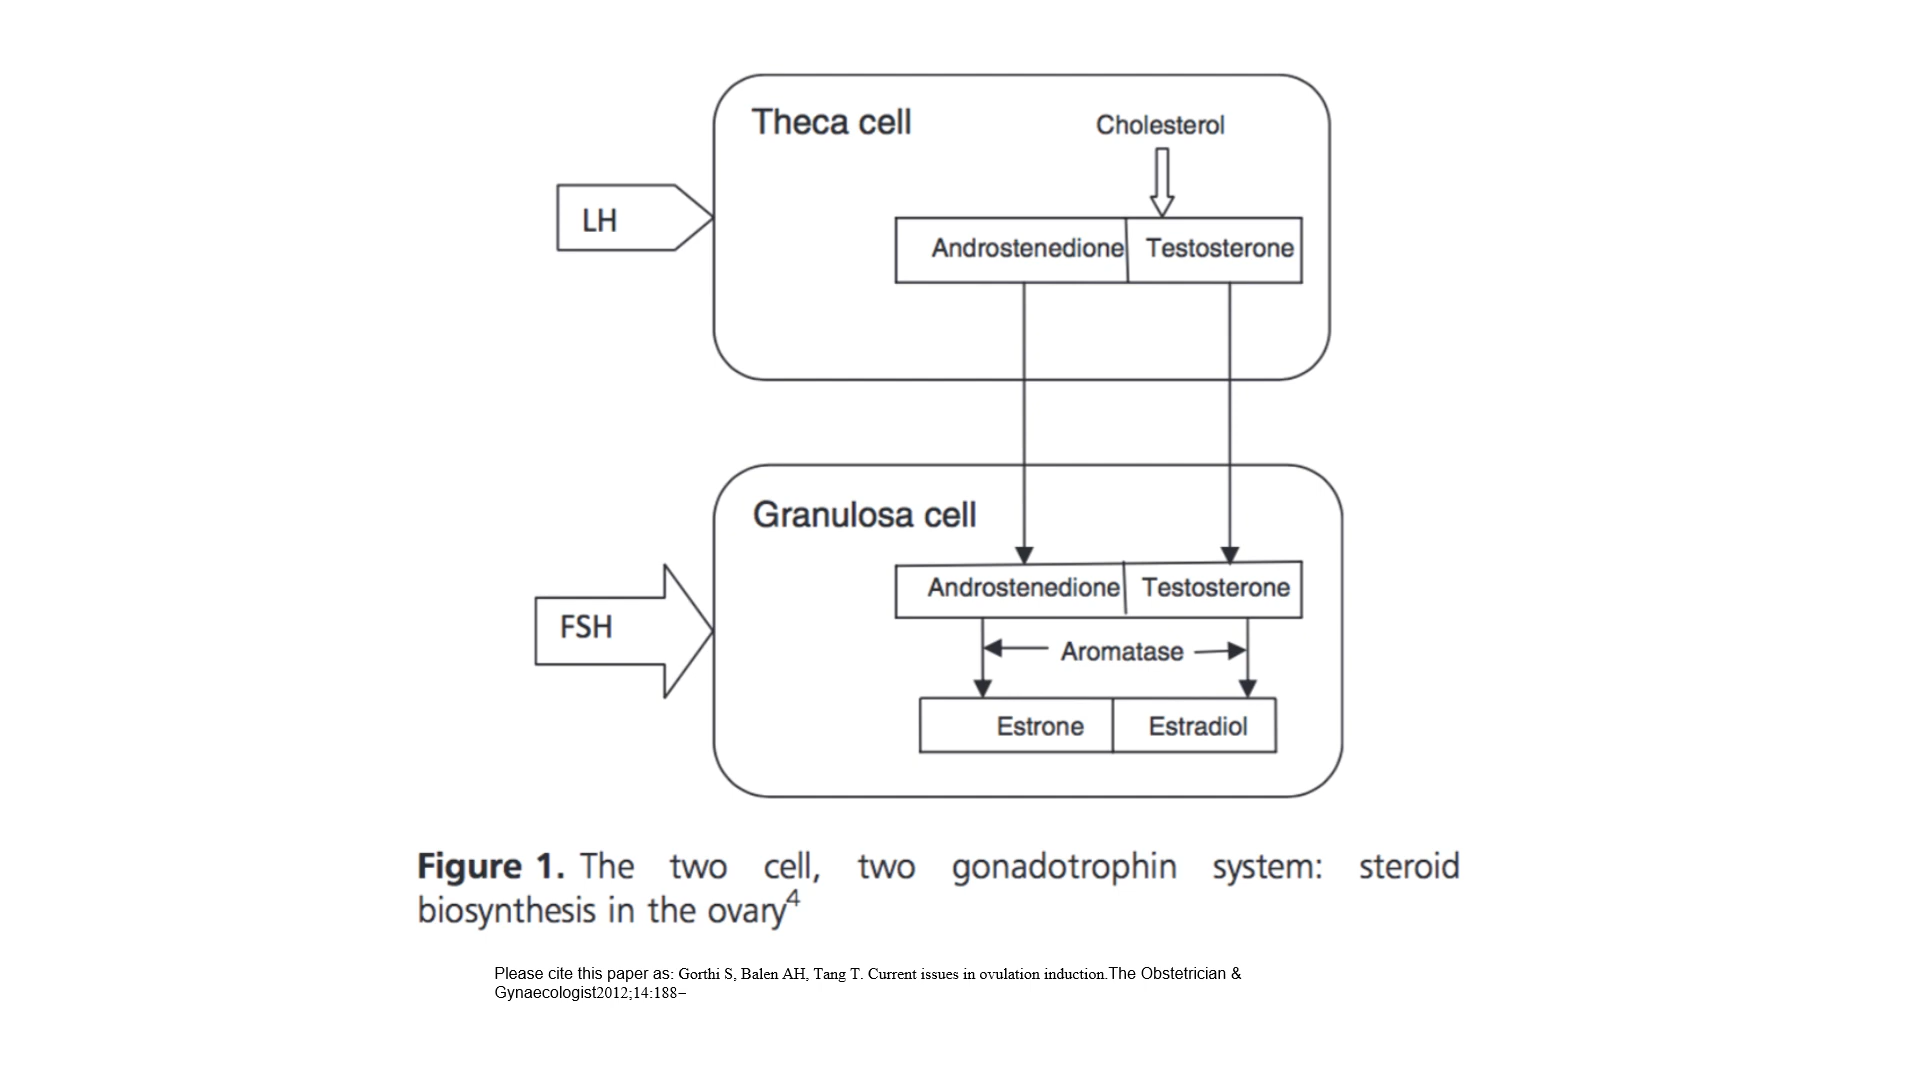 Theca cell
Cholesterol
LH
Androstenedione Testosterone
Granulosa cell
FSH
Androstenedione Testosterone
Aromatase
Estrone Estradiol
Figure 1. The two cell, two gonadotrophin system: steroid
biosynthesis in the ovary4
Please cite this paper as: Gorthi S, Balen AH, Tang T. Current issues in ovulation induction.The Obstetrician &
Gynaecologist2012;14:188–